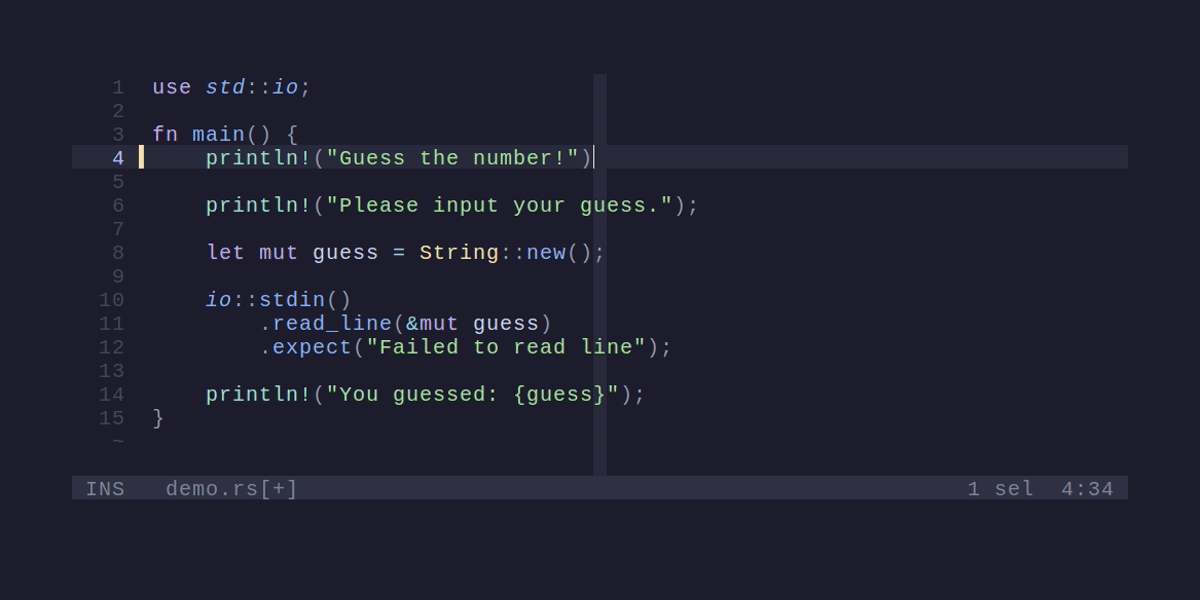 1 use std::io;
2
3 fn main() {
4     println!("Guess the number!")
5
6     println!("Please input your guess.");
7
8     let mut guess = String::new();
9
10     io::stdin()
11         .read_line(&mut guess)
12         .expect("Failed to read line");
13
14     println!("You guessed: {guess}");
15 }
~
INS   demo.rs[+]   1 sel  4:34